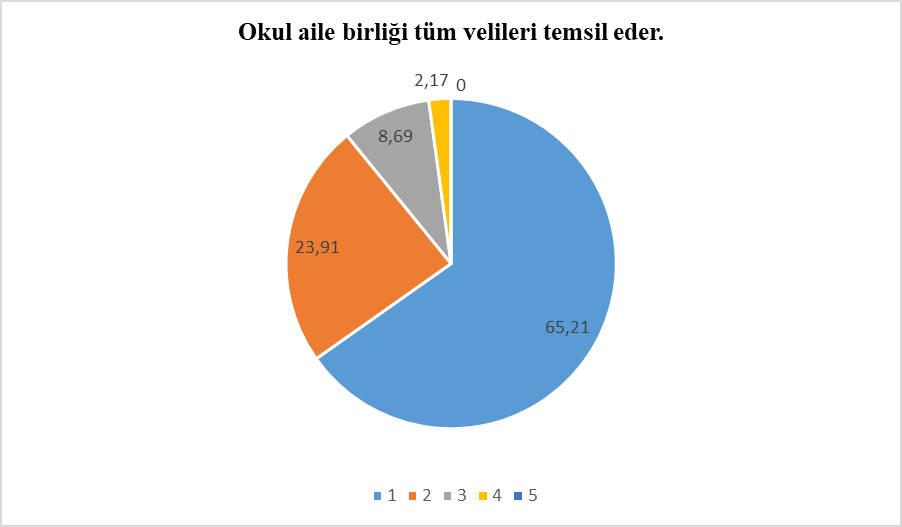 Okul aile birliği tüm velileri temsil eder.
2,17 0
8,69
23,91
65,21
1 2 3 4 5